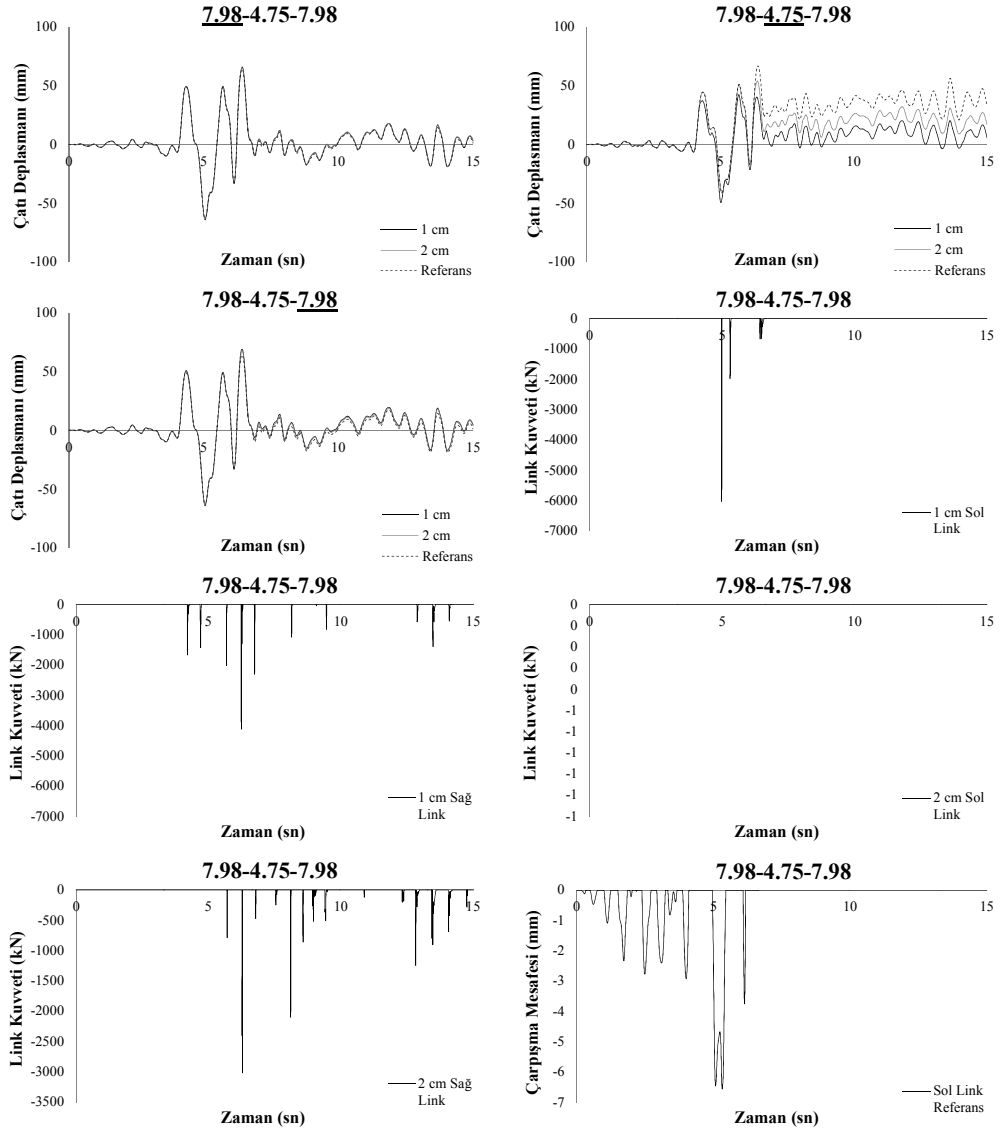 7.98-4.75-7.98
100
50
0
-50
-100
0
5
10
15
Çatı Deplasmanı (mm)
Zaman (sn)
1 cm
2 cm
Referans
7.98-4.75-7.98
100
50
0
-50
-100
0
5
10
15
Çatı Deplasmanı (mm)
Zaman (sn)
1 cm
2 cm
Referans
7.98-4.75-7.98
100
50
0
-50
-100
0
5
10
15
Çatı Deplasmanı (mm)
Zaman (sn)
1 cm
2 cm
Referans
7.98-4.75-7.98
0
-1000
-2000
-3000
-4000
-5000
-6000
-7000
0
5
10
15
Link Kuvveti (kN)
Zaman (sn)
1 cm Sol
Link
7.98-4.75-7.98
0
-1000
-2000
-3000
-4000
-5000
-6000
-7000
0
5
10
15
Link Kuvveti (kN)
Zaman (sn)
1 cm Sağ
Link
7.98-4.75-7.98
0
0
0
0
0
-1
-1
-1
-1
-1
-1
0
5
10
15
Link Kuvveti (kN)
Zaman (sn)
2 cm Sol
Link
7.98-4.75-7.98
0
-500
-1000
-1500
-2000
-2500
-3000
-3500
0
5
10
15
Link Kuvveti (kN)
Zaman (sn)
2 cm Sağ
Link
7.98-4.75-7.98
0
-1
-2
-3
-4
-5
-6
-7
0
5
10
15
Çarpışma Mesafesi (mm)
Zaman (sn)
Sol Link
Referans